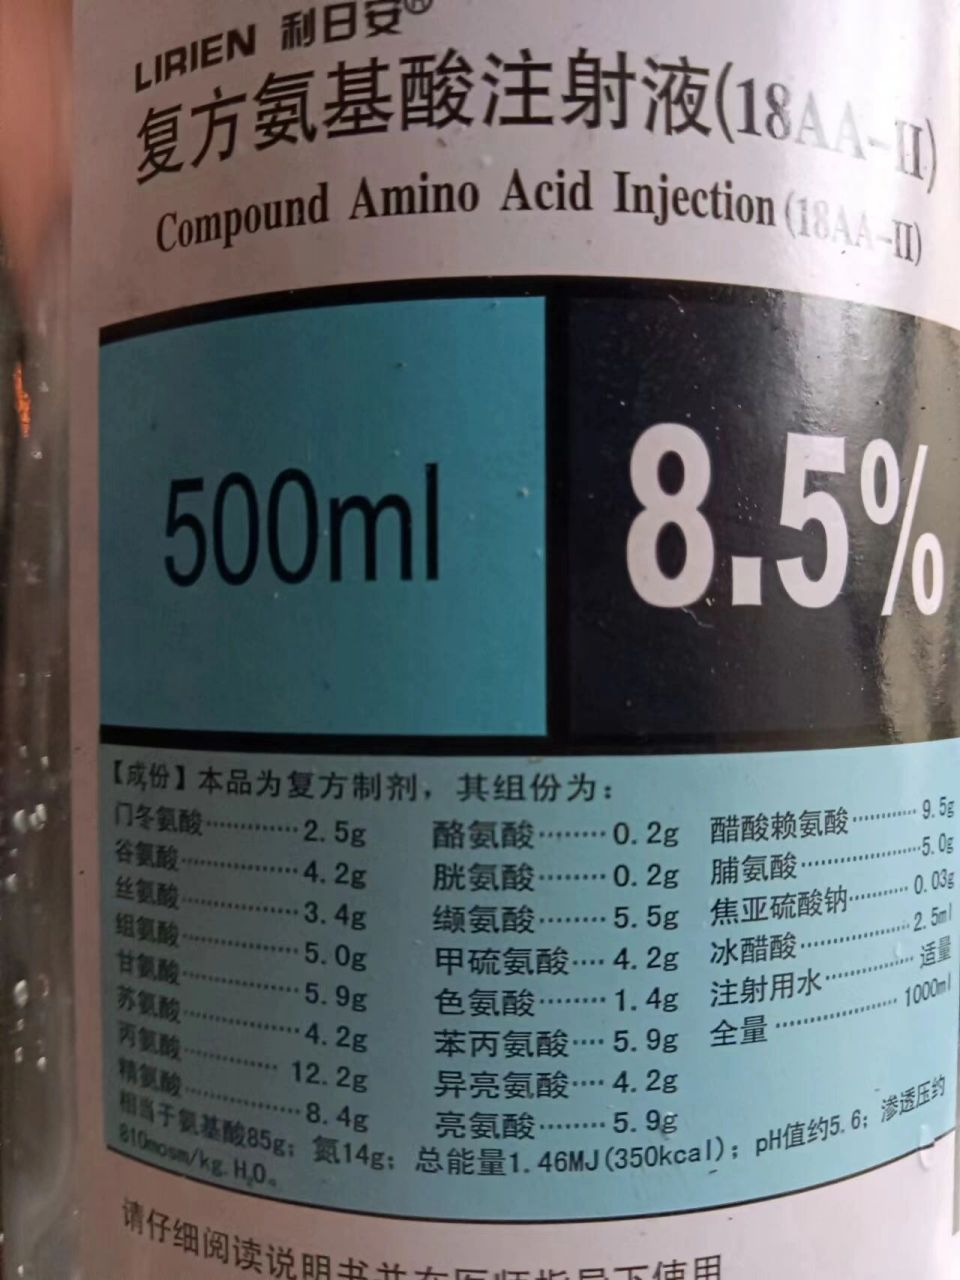 LIRIEN 利日安®
复方氨基酸注射液(18AA-II)
Compound Amino Acid Injection (18AA-II)
500ml
8.5%
【成份】本品为复方制剂，其组份为：
门冬氨酸············2.5g
谷氨酸···············4.2g
丝氨酸···············3.4g
组氨酸···············5.0g
甘氨酸···············5.9g
苏氨酸···············4.2g
丙氨酸············12.2g
精氨酸···············8.4g
酪氨酸········0.2g
胱氨酸········0.2g
缬氨酸········5.5g
甲硫氨酸····4.2g
色氨酸········1.4g
苯丙氨酸····5.9g
异亮氨酸····4.2g
亮氨酸········5.9g
醋酸赖氨酸········9.5g
脯氨酸···············5.0g
焦亚硫酸钠·······0.03g
冰醋酸············2.5ml
注射用水············适量
全量···············1000ml
相当于氨基酸85g；氮14g；总能量1.46MJ(350kcal)；pH值约5.6；渗透压约
810mosm/kg.H₂O。
请仔细阅读说明书并在医师指导下使用